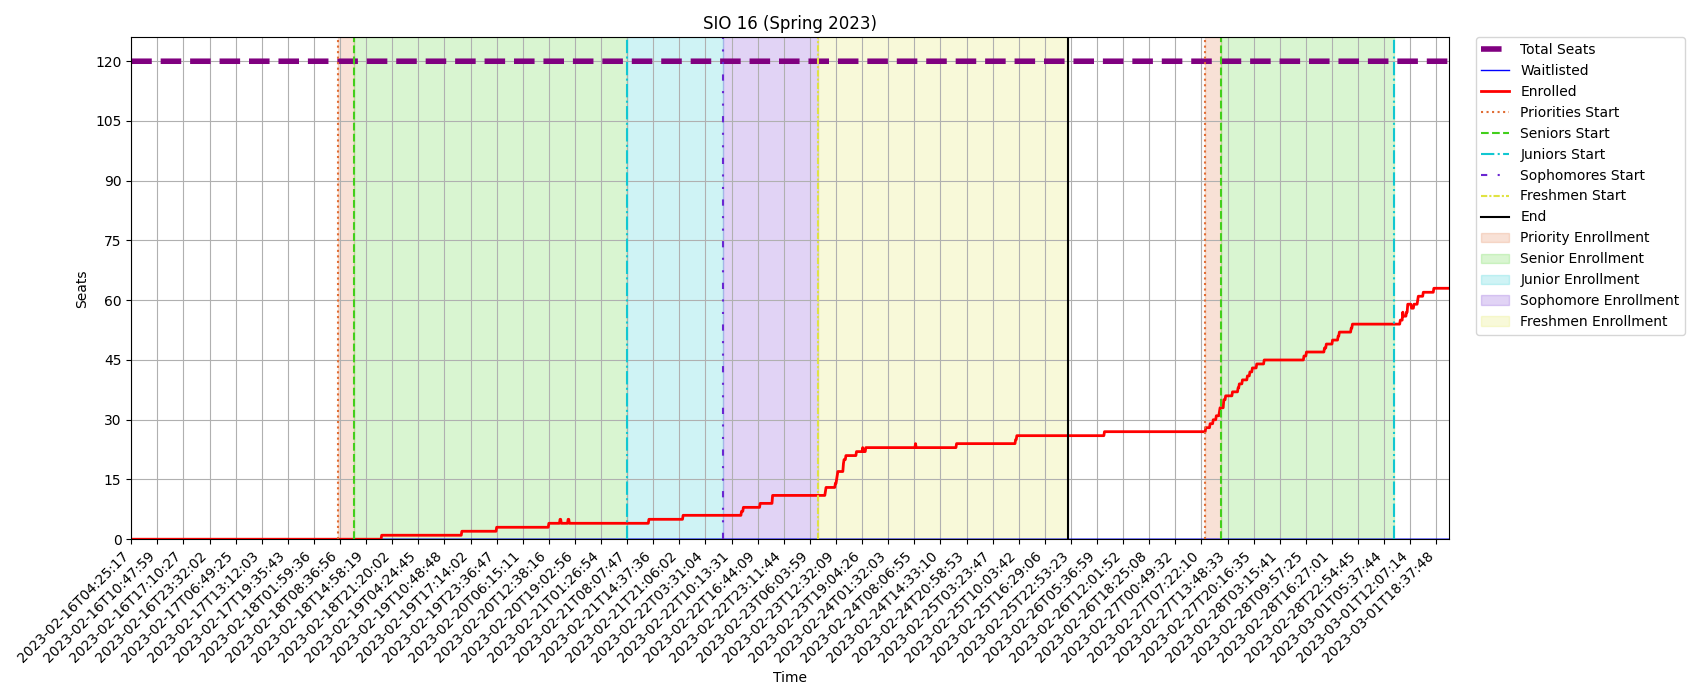 SIO 16 (Spring 2023)
120
105
90
75
60
45
30
15
0
Seats
2023-02-16T04:25:17
2023-02-16T10:47:59
2023-02-16T17:10:27
2023-02-16T23:32:02
2023-02-17T06:49:25
2023-02-17T13:12:03
2023-02-17T19:35:43
2023-02-18T01:59:36
2023-02-18T08:36:56
2023-02-18T14:58:19
2023-02-18T21:20:02
2023-02-19T04:24:45
2023-02-19T10:48:48
2023-02-19T17:14:02
2023-02-19T23:36:47
2023-02-20T06:15:11
2023-02-20T12:38:16
2023-02-20T19:02:56
2023-02-21T01:26:54
2023-02-21T08:07:47
2023-02-21T14:37:36
2023-02-21T21:06:02
2023-02-22T03:31:04
2023-02-22T10:13:31
2023-02-22T16:44:09
2023-02-22T23:11:44
2023-02-23T06:03:59
2023-02-23T12:32:09
2023-02-23T19:04:26
2023-02-24T01:32:03
2023-02-24T08:06:55
2023-02-24T14:33:10
2023-02-24T20:58:53
2023-02-25T03:23:47
2023-02-25T10:03:42
2023-02-25T16:29:06
2023-02-25T22:53:23
2023-02-26T05:36:59
2023-02-26T12:01:52
2023-02-26T18:25:08
2023-02-27T00:49:32
2023-02-27T07:22:10
2023-02-27T13:48:33
2023-02-27T20:16:35
2023-02-28T03:15:41
2023-02-28T09:57:25
2023-02-28T16:27:01
2023-02-28T22:54:45
2023-03-01T05:37:44
2023-03-01T12:07:14
2023-03-01T18:37:48
Time
Total Seats
Waitlisted
Enrolled
Priorities Start
Seniors Start
Juniors Start
Sophomores Start
Freshmen Start
End
Priority Enrollment
Senior Enrollment
Junior Enrollment
Sophomore Enrollment
Freshmen Enrollment